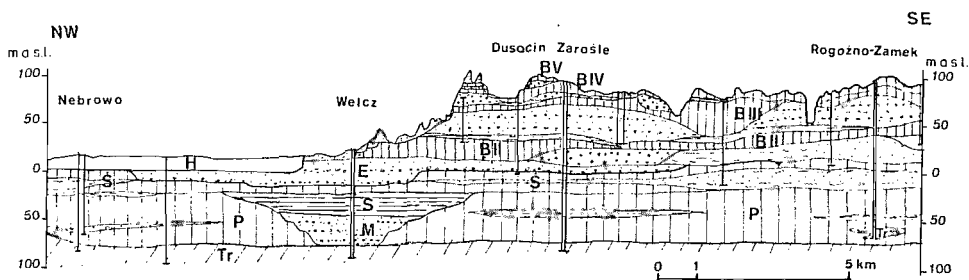 NW
SE
m a s.l.
Dusocin Zarośle
Rogoźno-Zamek
m a s.l.
100
BV
BIV
100
Nebrowo
Welcz
50
BIII
50
BII
BII
H
0
E
0
S
S
S
50
P
M
P
50
Tr
Tr
100
100
0 1 5 km